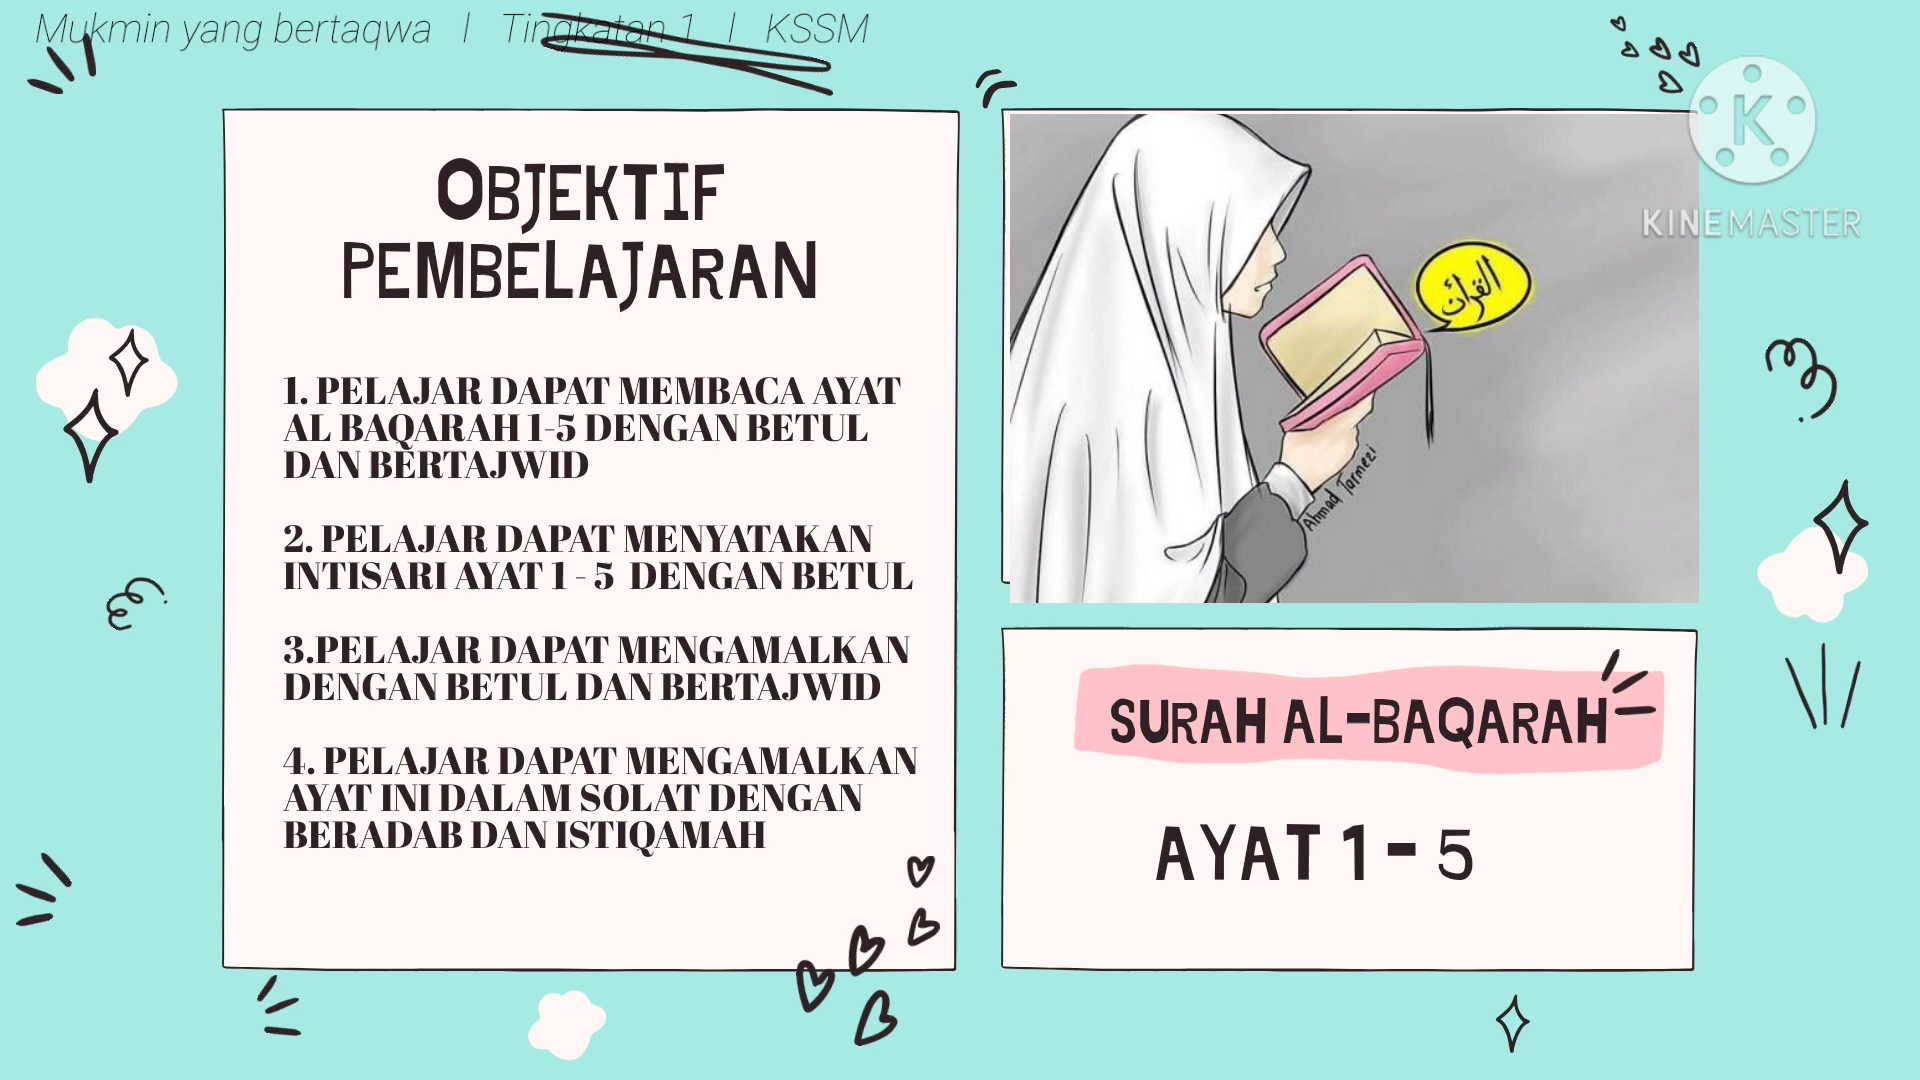 Mukmin yang bertaqwa | Tingkatan 1 | KSSM
OBJEKTIF
PEMBELAJARAN
1. PELAJAR DAPAT MEMBACA AYAT
AL BAQARAH 1-5 DENGAN BETUL
DAN BERTAJWID
2. PELAJAR DAPAT MENYATAKAN
INTISARI AYAT 1 - 5 DENGAN BETUL
3.PELAJAR DAPAT MENGAMALKAN
DENGAN BETUL DAN BERTAJWID
4. PELAJAR DAPAT MENGAMALKAN
AYAT INI DALAM SOLAT DENGAN
BERADAB DAN ISTIQAMAH
K
KINEMASTER
القرآن
Ahmad Tarmezi
SURAH AL-BAQARAH
AYAT 1 - 5